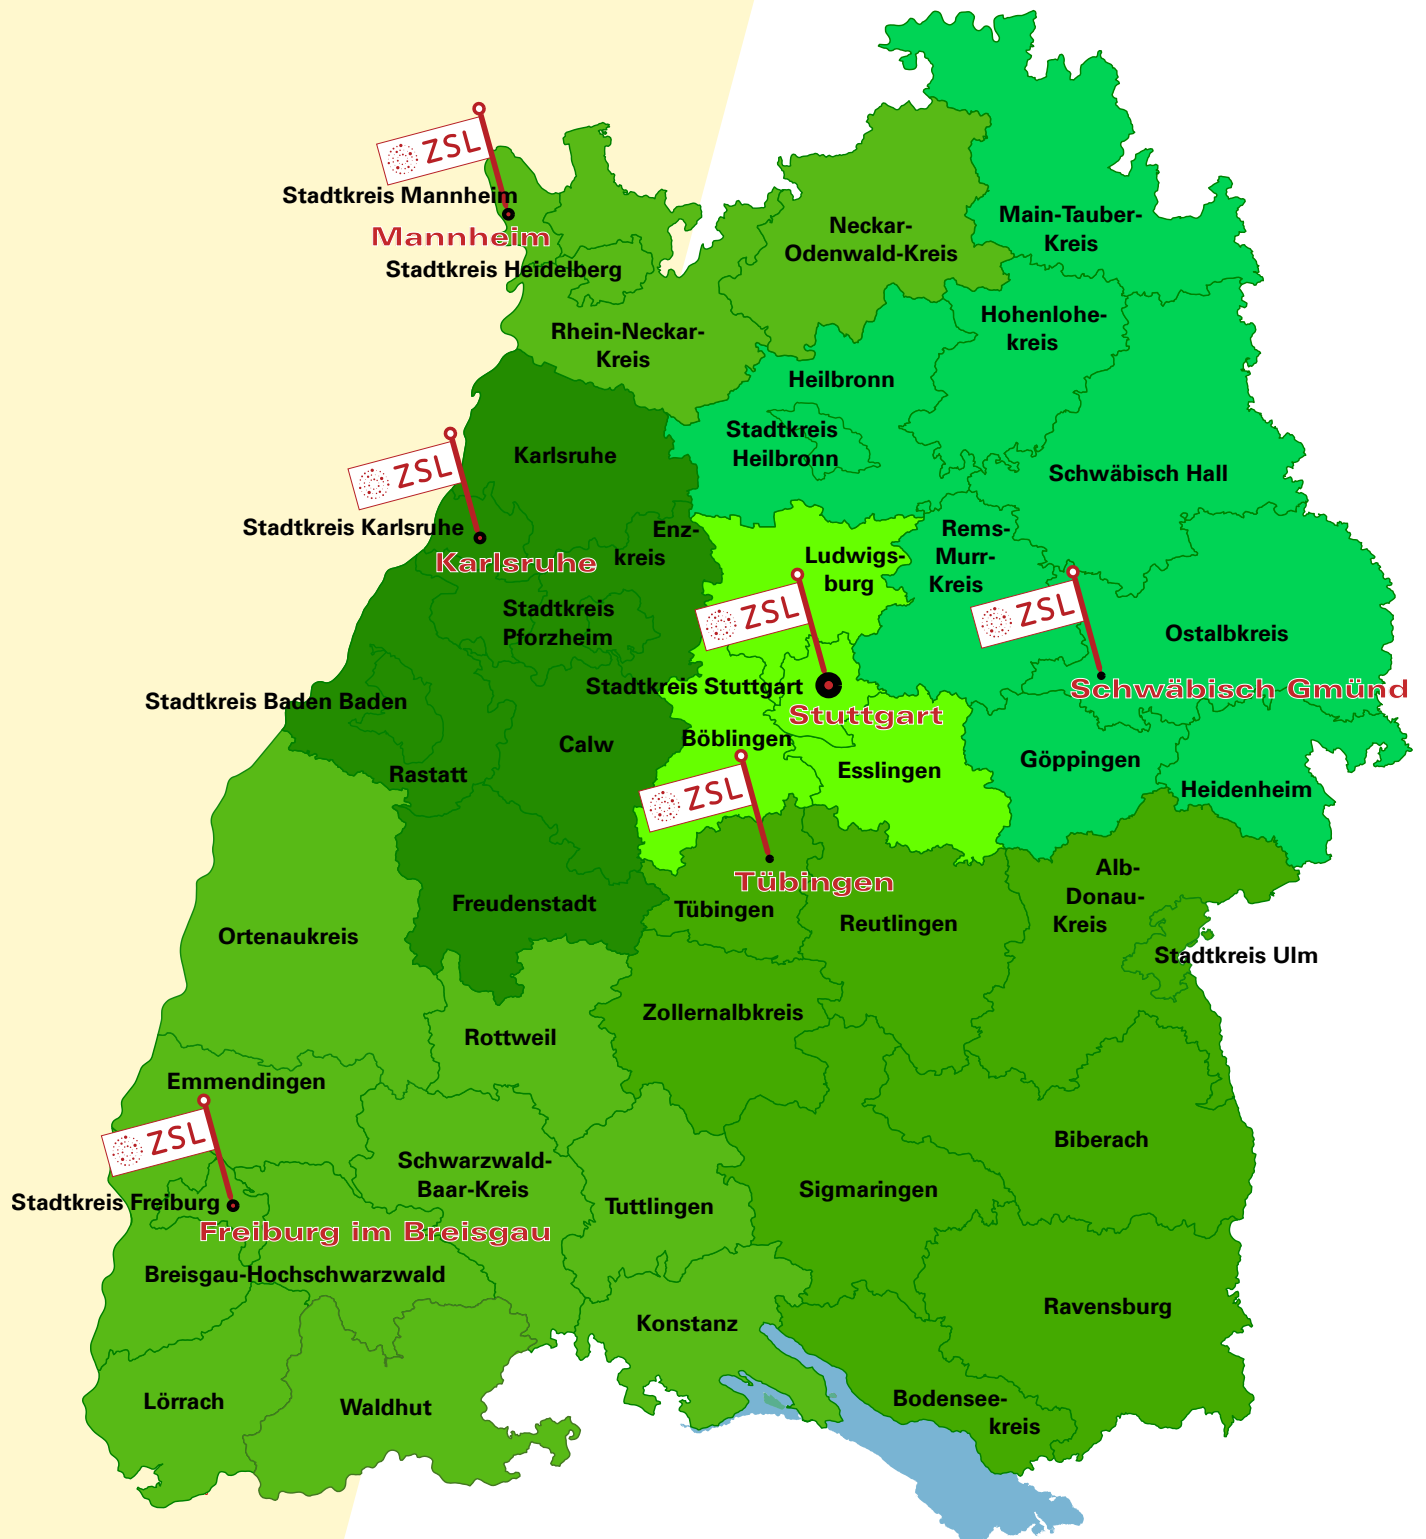 ZSL
Stadtkreis Mannheim
Mannheim
Stadtkreis Heidelberg
Rhein-Neckar-
Kreis
Neckar-
Odenwald-Kreis
Main-Tauber-
Kreis
Hohenlohe-
kreis
Heilbronn
Stadtkreis
Heilbronn
Schwäbisch Hall
Karlsruhe
ZSL
Stadtkreis Karlsruhe
Karlsruhe
Enz-
kreis
Ludwigs-
burg
Rems-
Murr-
Kreis
ZSL
ZSL
Stadtkreis
Pforzheim
Ostalbkreis
Stadtkreis Stuttgart
Stuttgart
Schwäbisch Gmünd
Stadtkreis Baden Baden
Calw
Böblingen
Esslingen
Göppingen
Rastatt
Heidenheim
ZSL
Tübingen
Alb-
Donau-
Kreis
Freudenstadt
Tübingen
Reutlingen
Ortenaukreis
Stadtkreis Ulm
Zollernalbkreis
Rottweil
Emmendingen
ZSL
Schwarzwald-
Baar-Kreis
Biberach
Sigmaringen
Stadtkreis Freiburg
Tuttlingen
Freiburg im Breisgau
Breisgau-Hochschwarzwald
Ravensburg
Konstanz
Lörrach
Waldhut
Bodensee-
kreis